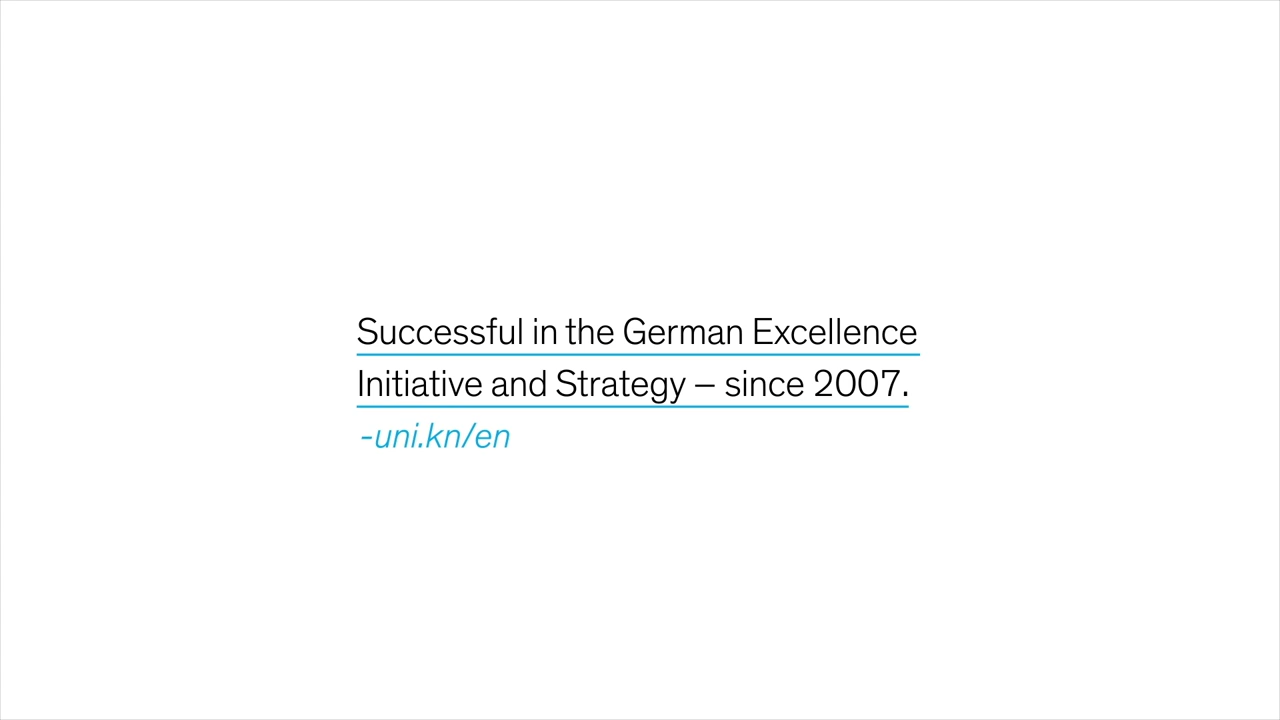 Successful in the German Excellence
Initiative and Strategy – since 2007.
-uni.kn/en